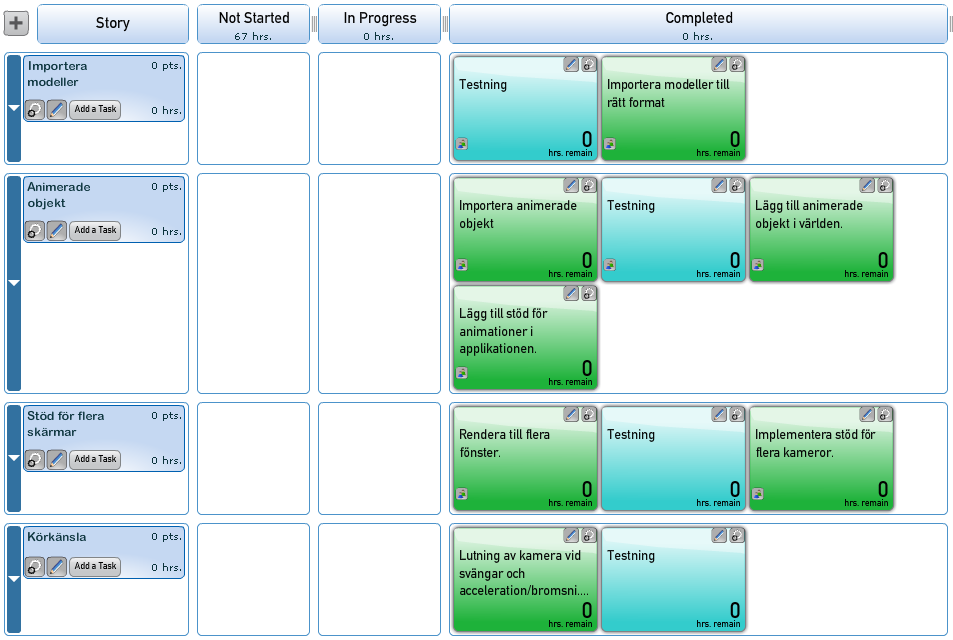 Story
Not Started
67 hrs.
In Progress
0 hrs.
Completed
0 hrs.
Importera modeller
0 pts.
Add a Task
0 hrs.
Testning
0
hrs. remain
Importera modeller till
rätt format
0
hrs. remain
Animerade
objekt
0 pts.
Add a Task
0 hrs.
Importera animerade
objekt
0
hrs. remain
Testning
0
hrs. remain
Lägg till animerade
objekt i världen.
0
hrs. remain
Lägg till stöd för
animationer i
applikationen.
0
hrs. remain
Stöd för flera
skärmar
0 pts.
Add a Task
0 hrs.
Rendera till flera
fönster.
0
hrs. remain
Testning
0
hrs. remain
Implementera stöd för
flera kameror.
0
hrs. remain
Körkänsla
0 pts.
Add a Task
0 hrs.
Lutning av kamera vid
svängar och
acceleration/bromsni....
0
hrs. remain
Testning
0
hrs. remain